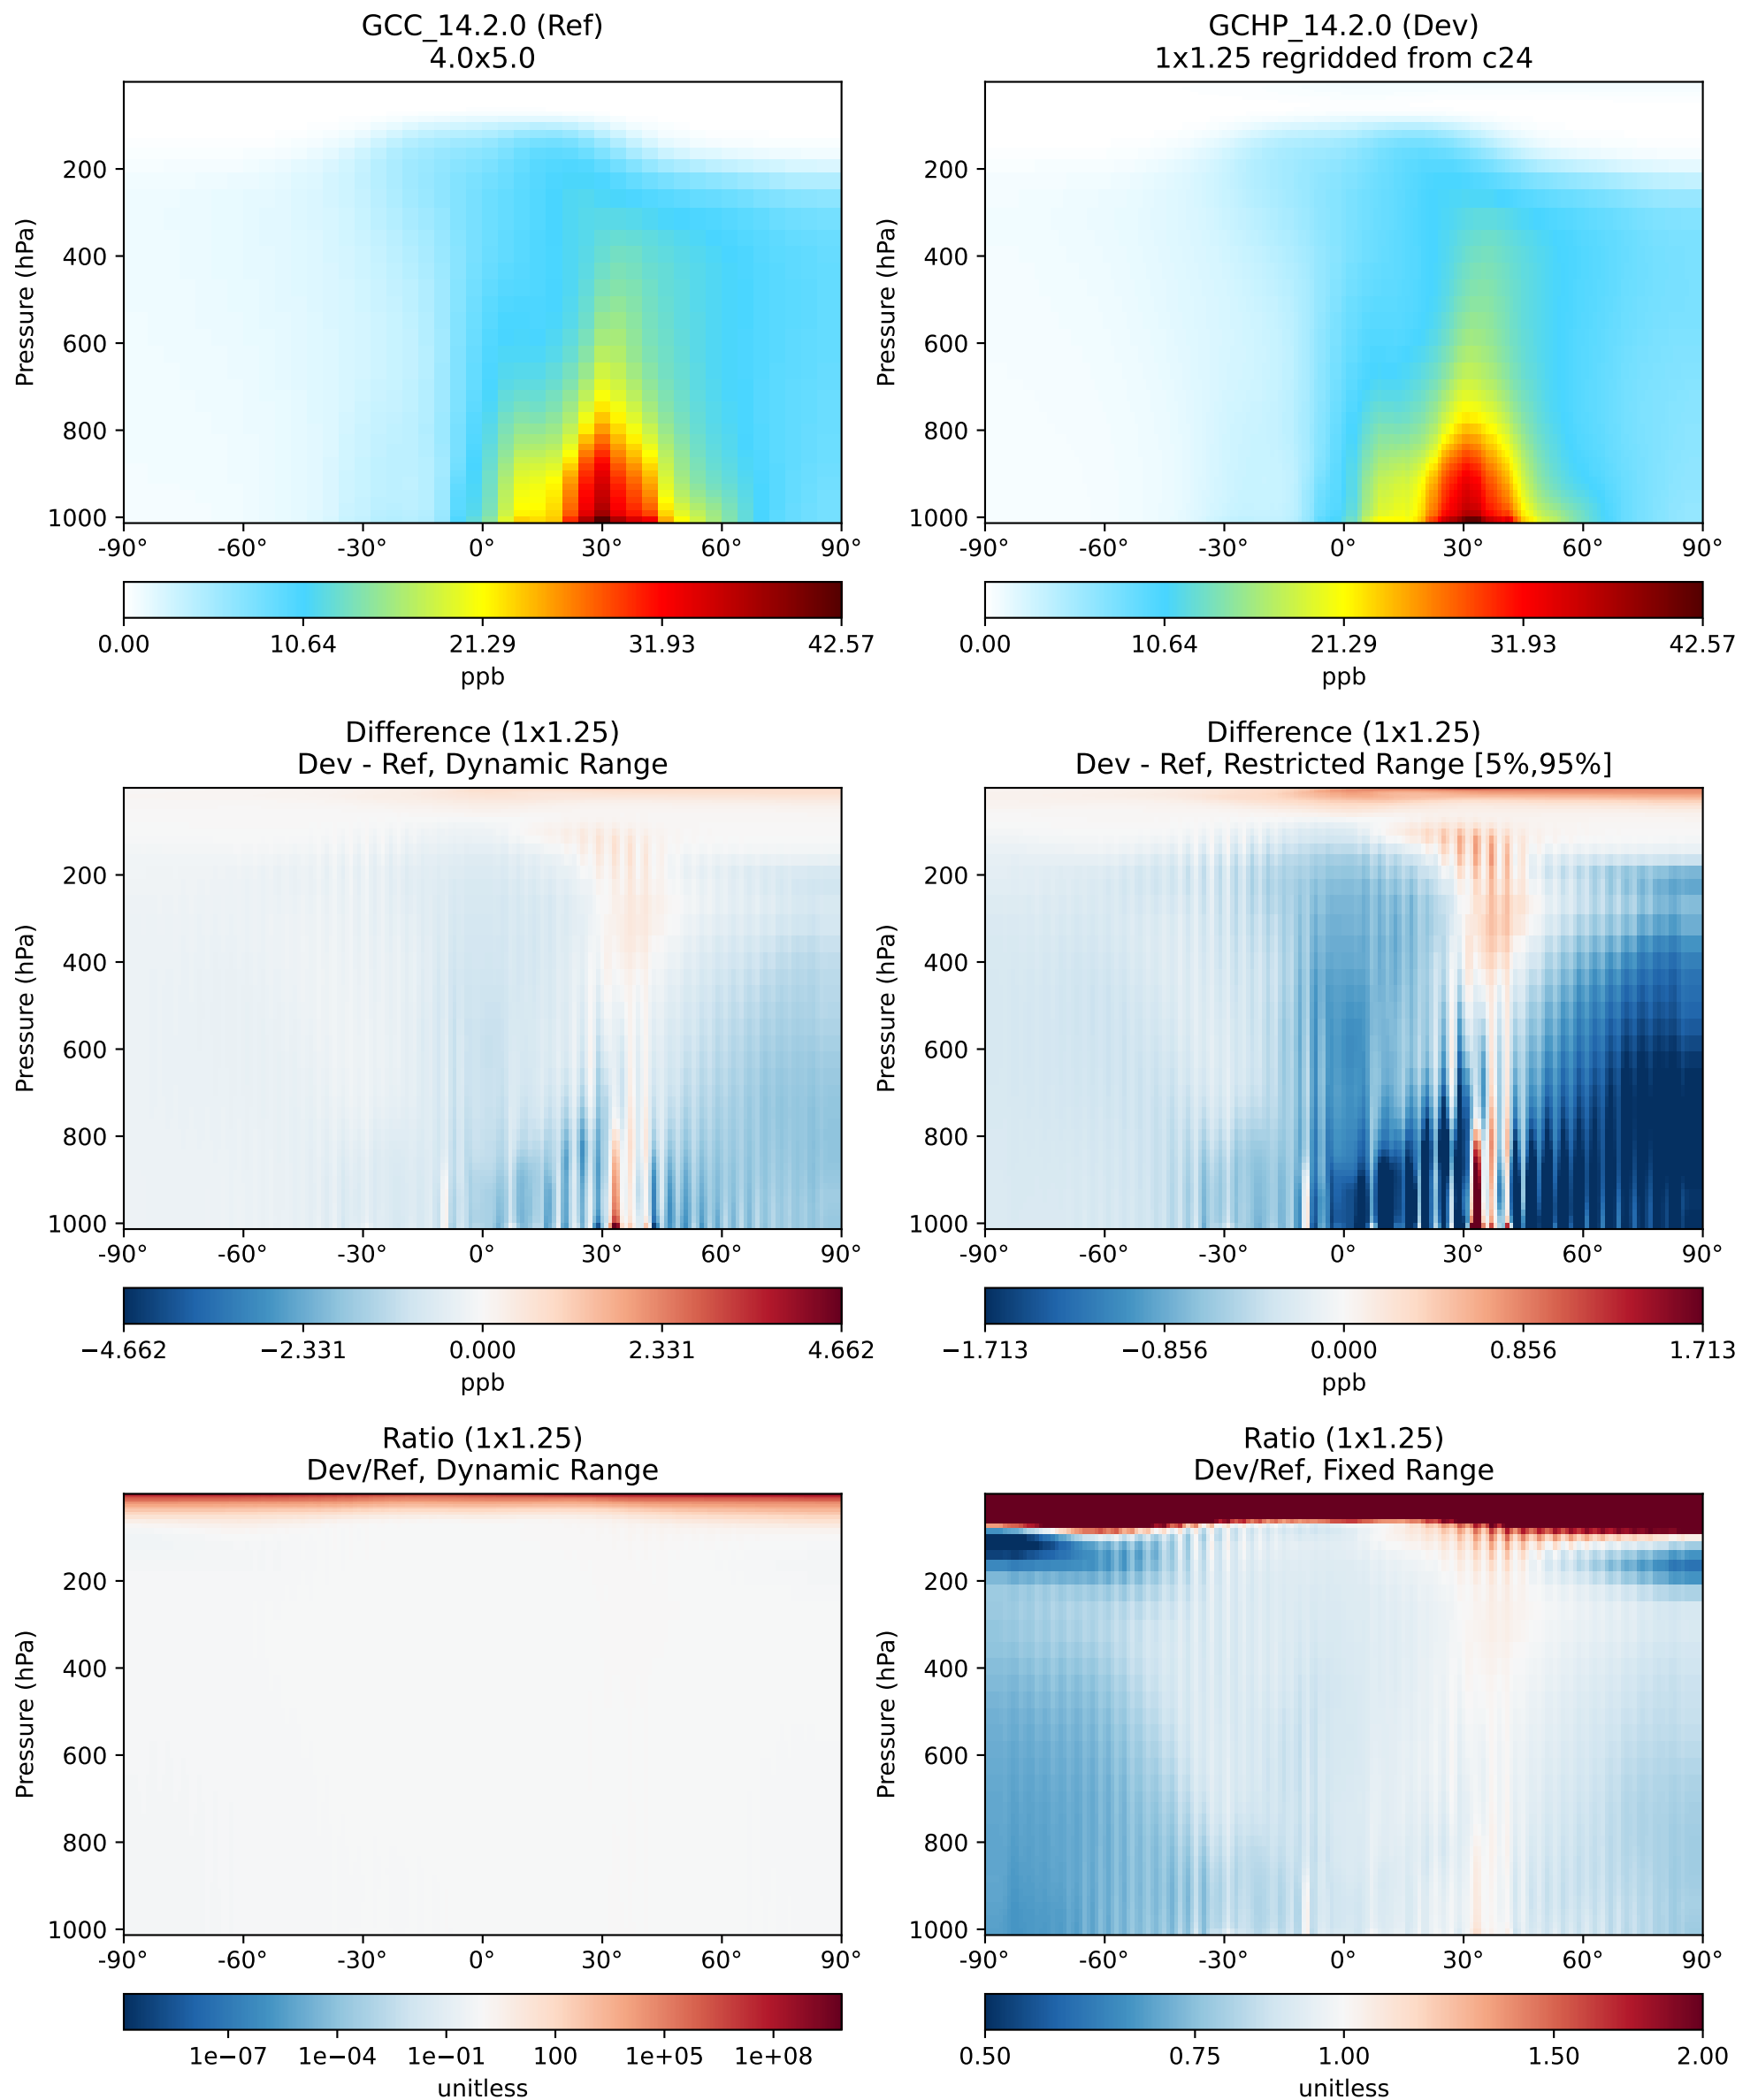 GCC_14.2.0 (Ref)
4.0x5.0
Pressure (hPa)
200
400
600
800
1000
-90° -60° -30° 0° 30° 60° 90°
0.00 10.64 21.29 31.93 42.57
ppb
GCHP_14.2.0 (Dev)
1x1.25 regridded from c24
Pressure (hPa)
200
400
600
800
1000
-90° -60° -30° 0° 30° 60° 90°
0.00 10.64 21.29 31.93 42.57
ppb
Difference (1x1.25)
Dev - Ref, Dynamic Range
Pressure (hPa)
200
400
600
800
1000
-90° -60° -30° 0° 30° 60° 90°
−4.662 −2.331 0.000 2.331 4.662
ppb
Difference (1x1.25)
Dev - Ref, Restricted Range [5%,95%]
Pressure (hPa)
200
400
600
800
1000
-90° -60° -30° 0° 30° 60° 90°
−1.713 −0.856 0.000 0.856 1.713
ppb
Ratio (1x1.25)
Dev/Ref, Dynamic Range
Pressure (hPa)
200
400
600
800
1000
-90° -60° -30° 0° 30° 60° 90°
1e−07 1e−04 1e−01 100 1e+05 1e+08
unitless
Ratio (1x1.25)
Dev/Ref, Fixed Range
Pressure (hPa)
200
400
600
800
1000
-90° -60° -30° 0° 30° 60° 90°
0.50 0.75 1.00 1.50 2.00
unitless